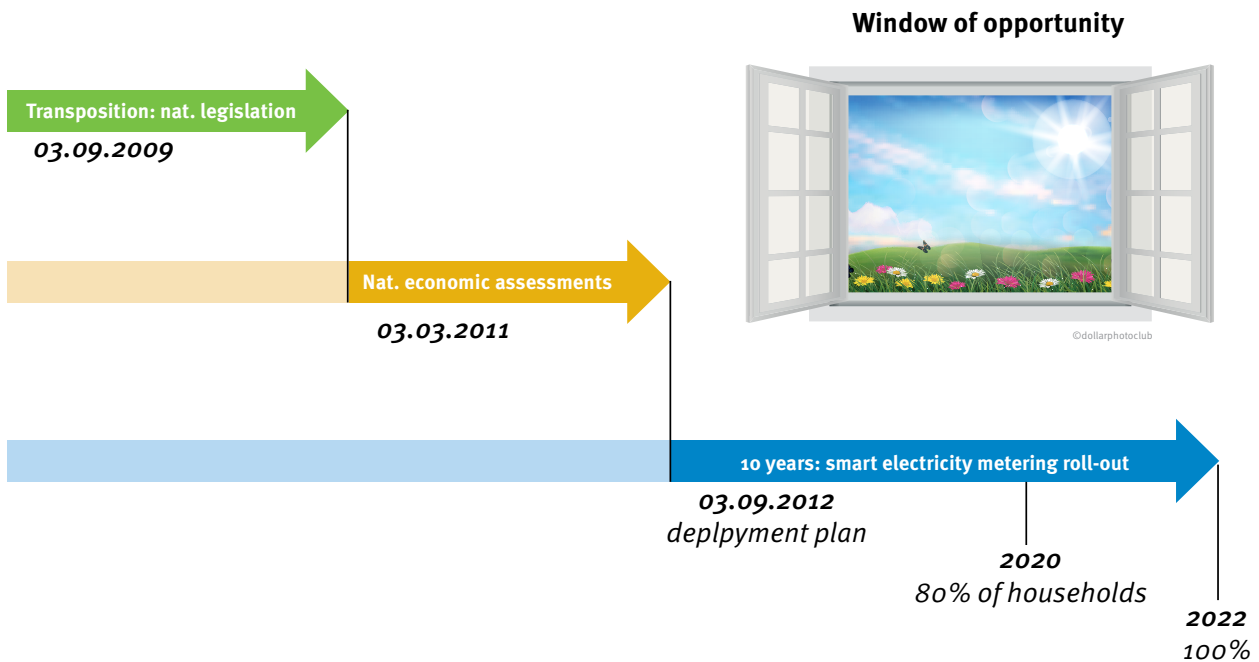 Window of opportunity
Transposition: nat. legislation
03.09.2009
Nat. economic assessments
03.03.2011
©dollarphotoclub
10 years: smart electricity metering roll-out
03.09.2012
deplpyment plan
2020
80% of households
2022
100%